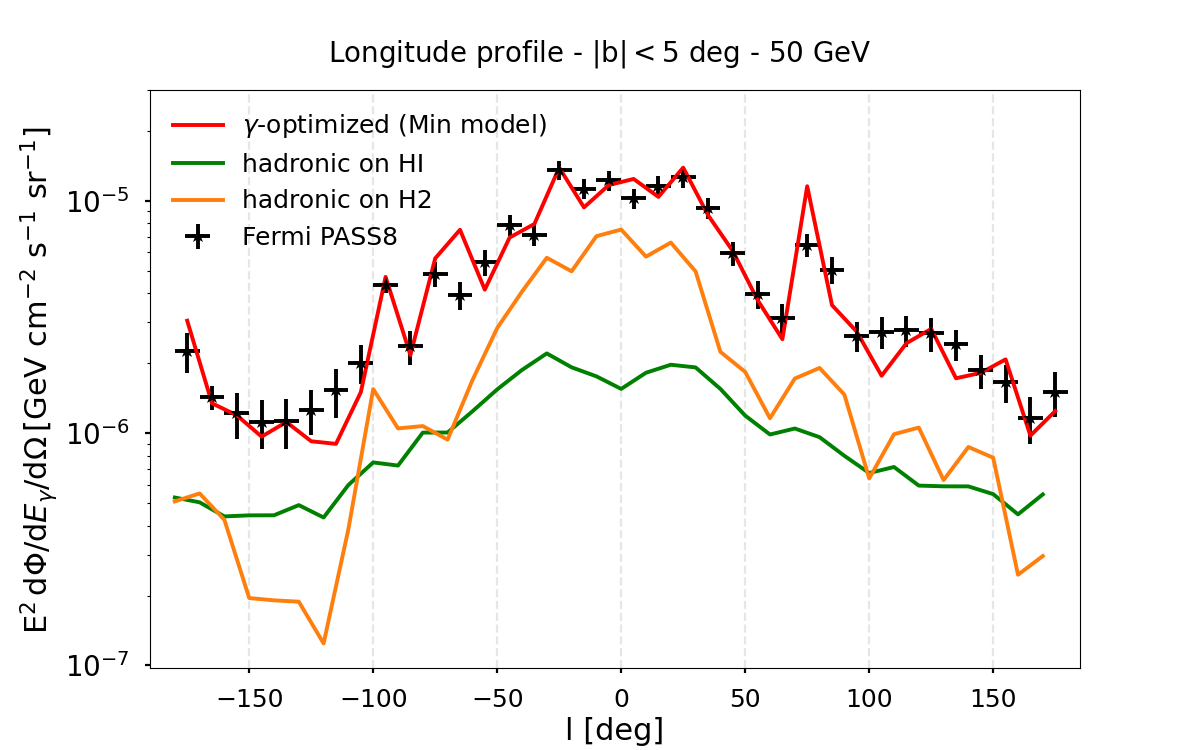 Longitude profile - |b| < 5 deg - 50 GeV
γ-optimized (Min model)
hadronic on HI
hadronic on H2
Fermi PASS8
E² dΦ/dE_γ/dΩ [GeV cm⁻² s⁻¹ sr⁻¹]
10⁻⁵
10⁻⁶
10⁻⁷
−150 −100 −50 0 50 100 150
l [deg]